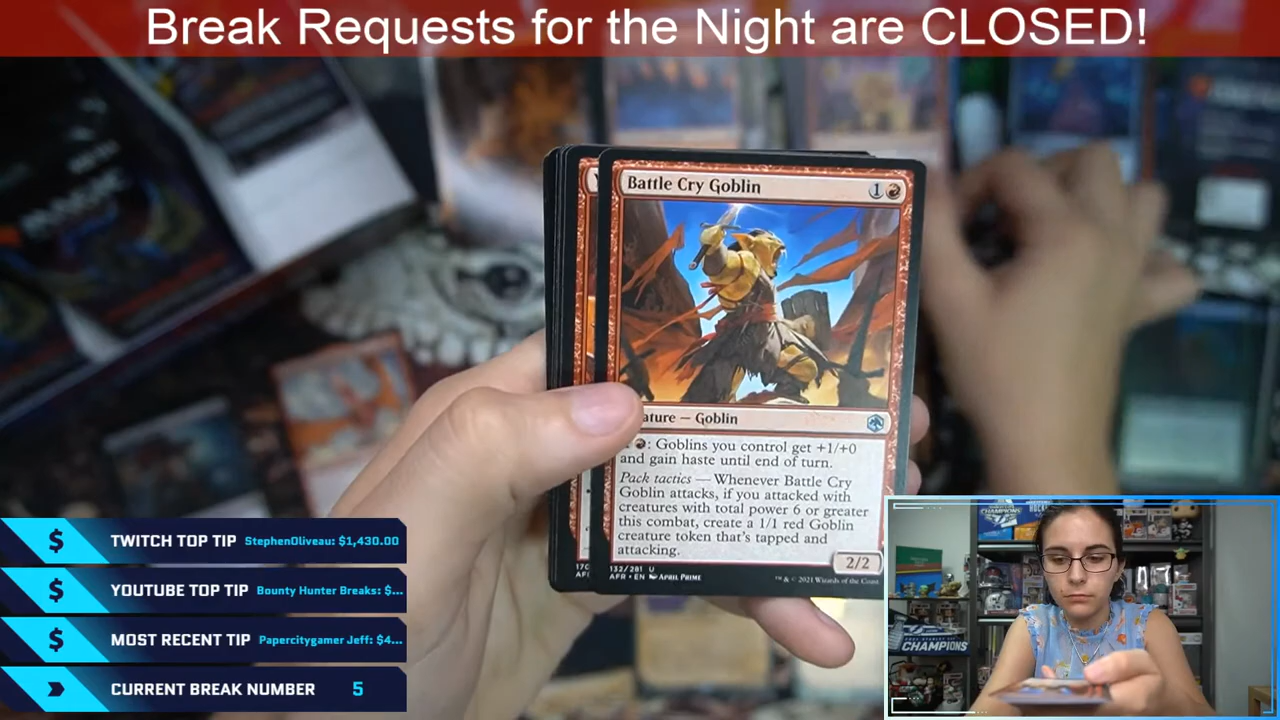 Break Requests for the Night are CLOSED!
Battle Cry Goblin
1
ature — Goblin
: Goblins you control get +1/+0
and gain haste until end of turn.
Pack tactics — Whenever Battle Cry
Goblin attacks, if you attacked with
creatures with total power 6 or greater
this combat, create a 1/1 red Goblin
creature token that's tapped and
attacking.
2/2
170
AF
132/281 U
AFR • EN APRIL PRIME
™ & © 2021 Wizards of the Coast
TWITCH TOP TIP StephenOliveau: $1,430.00
YOUTUBE TOP TIP Bounty Hunter Breaks: $...
MOST RECENT TIP Papercitygamer Jeff: $4...
CURRENT BREAK NUMBER 5
CHAMPIONS
CHAMPIONS